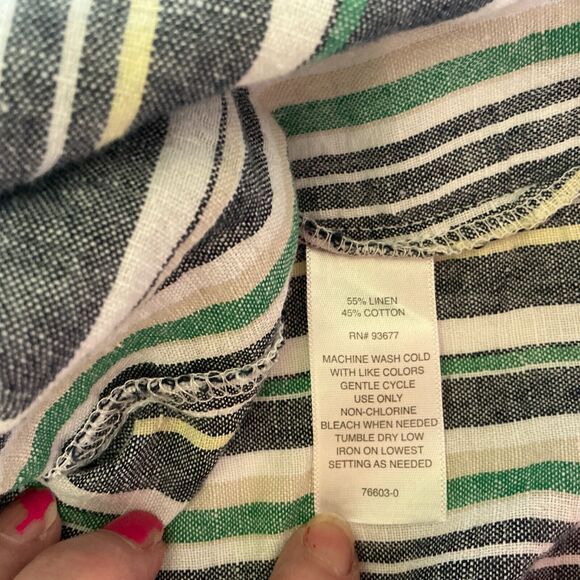 55% LINEN
45% COTTON
RN# 93677
MACHINE WASH COLD
WITH LIKE COLORS
GENTLE CYCLE
USE ONLY
NON-CHLORINE
BLEACH WHEN NEEDED
TUMBLE DRY LOW
IRON ON LOWEST
SETTING AS NEEDED
76603-0